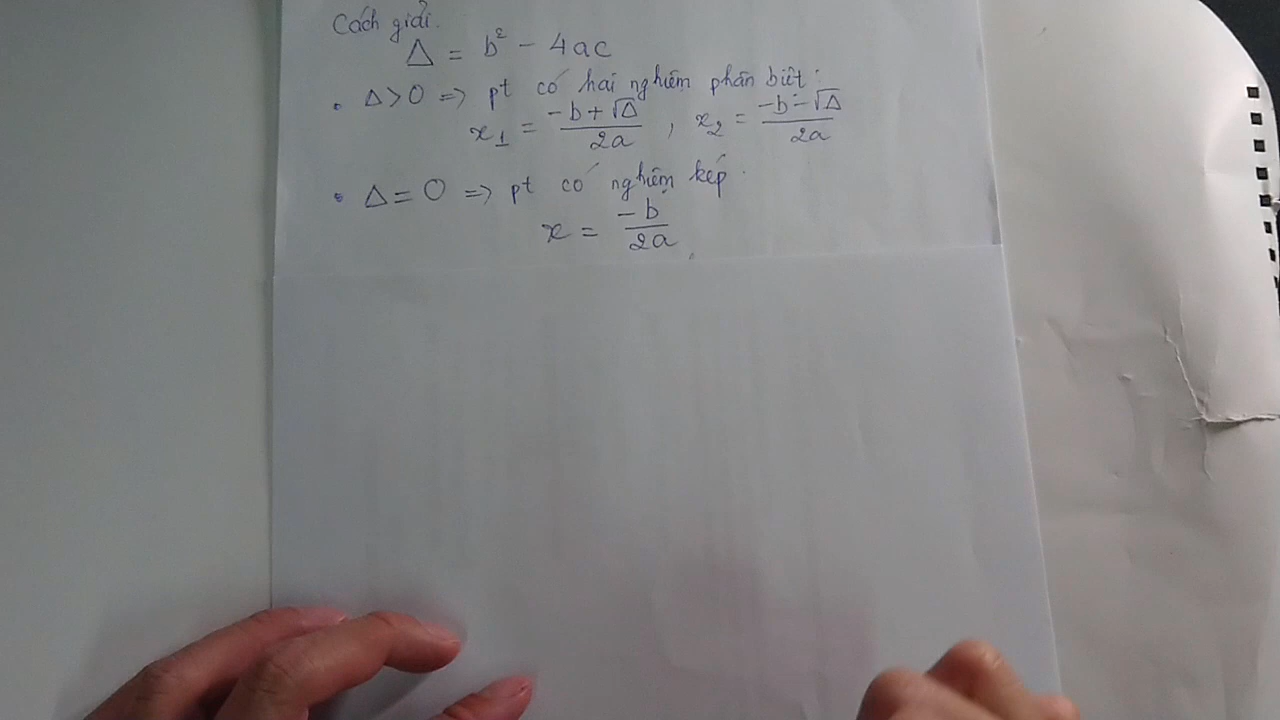 Cách giải.
Δ = b² - 4ac
• Δ > 0 => pt có hai nghiệm phân biệt:
x₁ = (-b + √Δ)/2a , x₂ = (-b - √Δ)/2a
• Δ = 0 => pt có nghiệm kép.
x = -b/2a